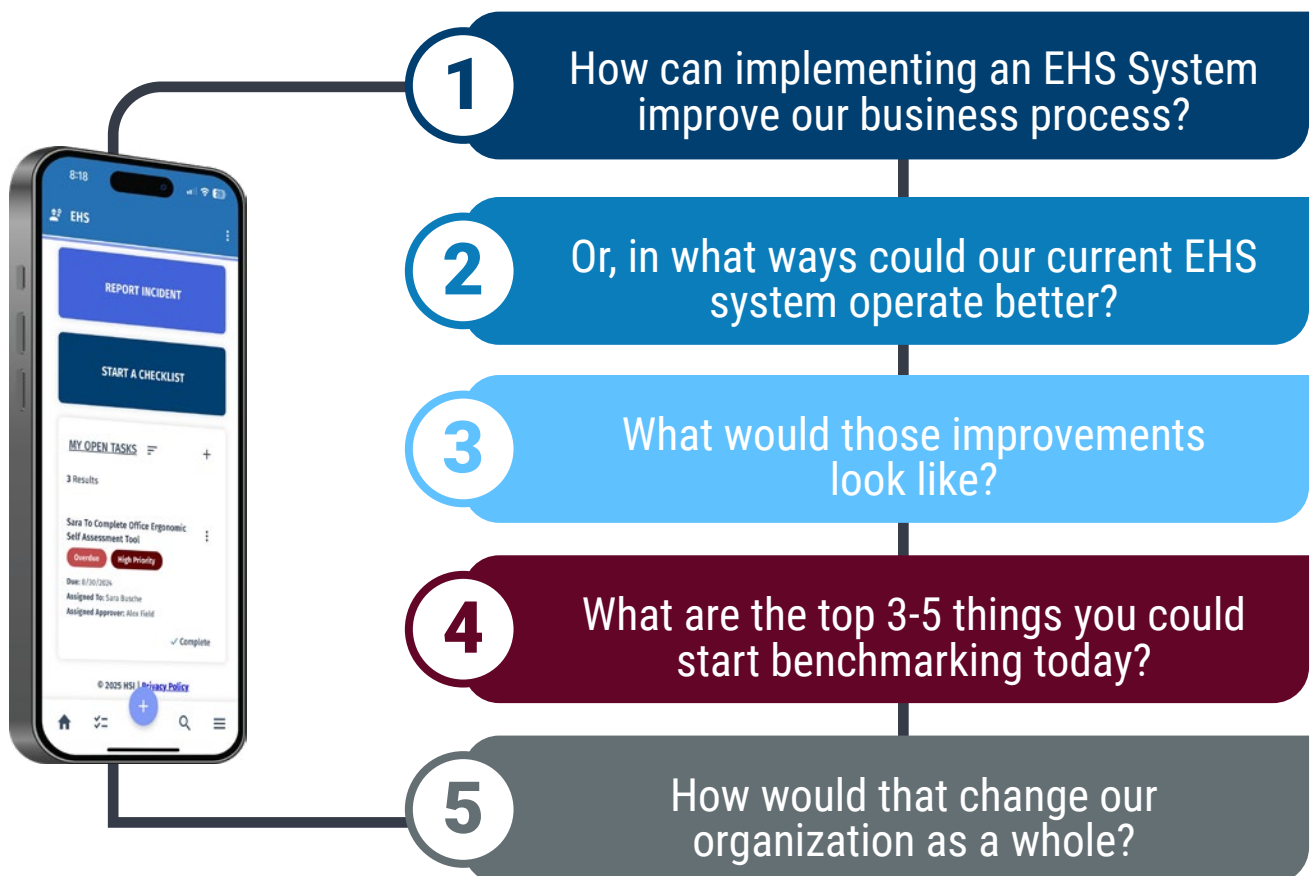 1
How can implementing an EHS System
improve our business process?
2
Or, in what ways could our current EHS
system operate better?
3
What would those improvements
look like?
4
What are the top 3-5 things you could
start benchmarking today?
5
How would that change our
organization as a whole?
8:18
EHS
REPORT INCIDENT
START A CHECKLIST
MY OPEN TASKS
+
3 Results
Sara To Complete Office Ergonomic
Self Assessment Tool
Overdue High Priority
Due: 8/30/2024
Assigned To: Sara Busche
Assigned Approver: Alex Field
✓ Complete
© 2025 HSI | Privacy Policy
+